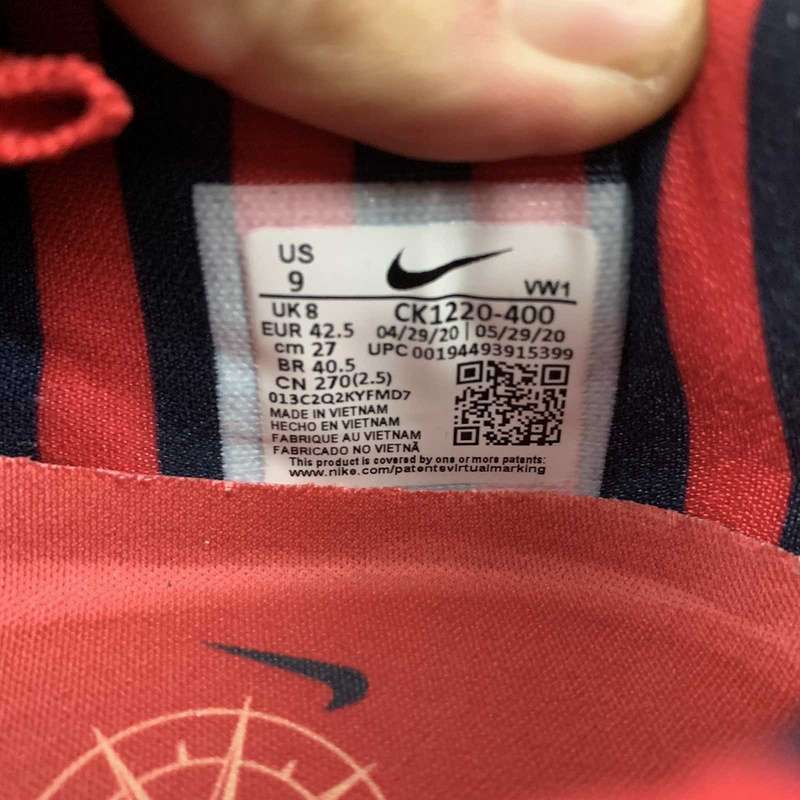 US
9
VW1
UK 8
CK1220-400
EUR 42.5
04/29/20 | 05/29/20
cm 27
UPC 00194493915399
BR 40.5
CN 270(2.5)
013C2Q2KYFMD7
MADE IN VIETNAM
HECHO EN VIETNAM
FABRIQUE AU VIETNAM
FABRICADO NO VIETNÃ
This product is covered by one or more patents:
www.nike.com/patentsvirtualmarking